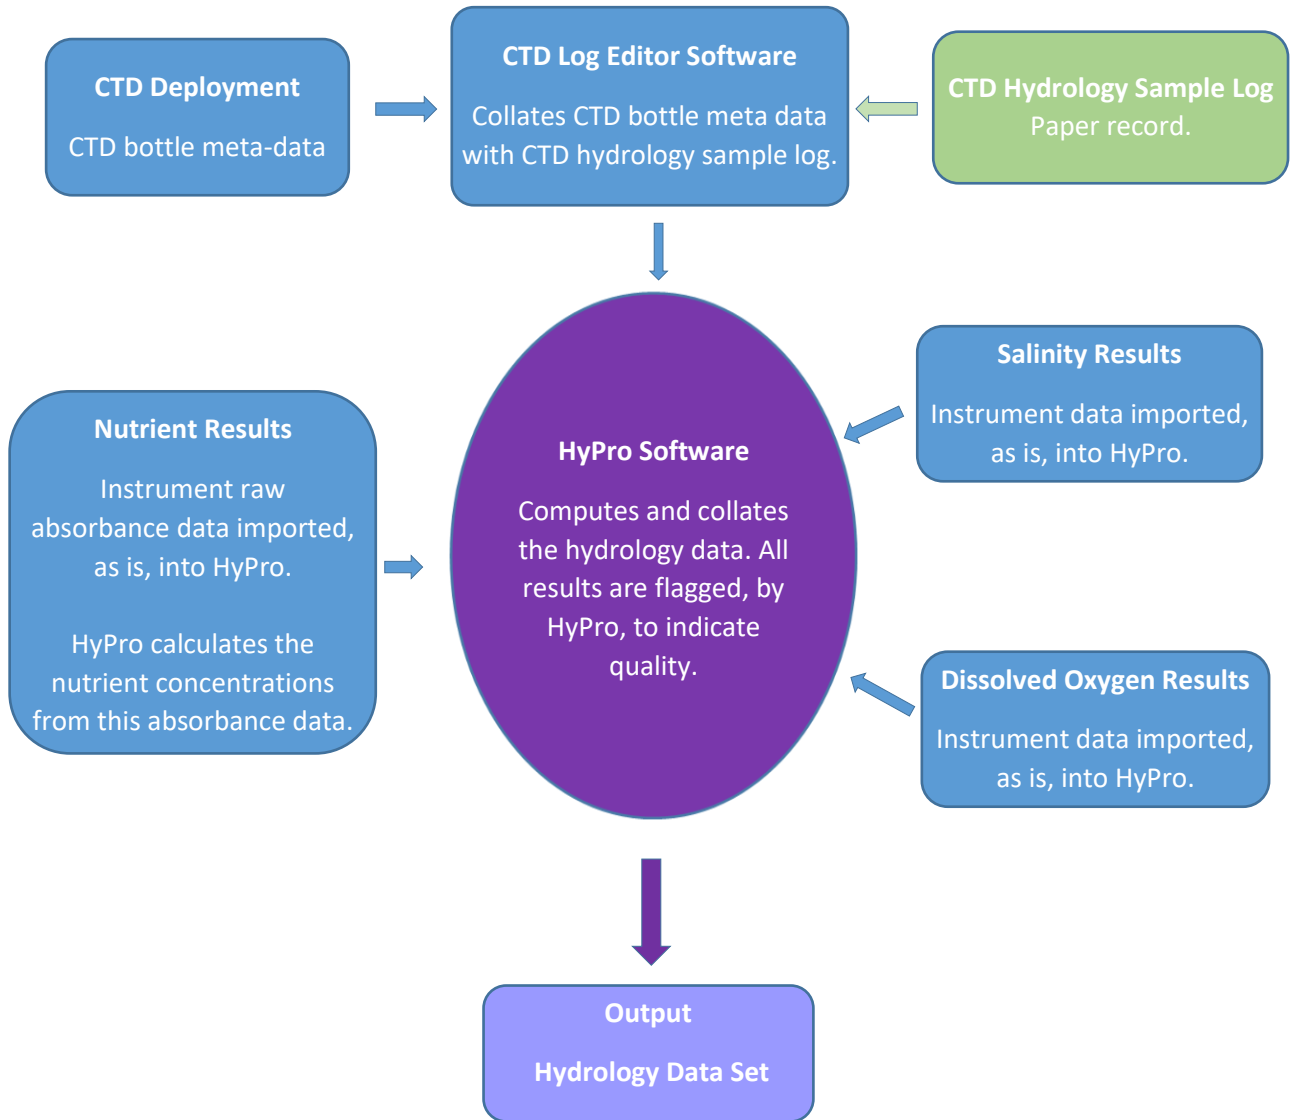 CTD Deployment
CTD bottle meta-data
CTD Log Editor Software
Collates CTD bottle meta data
with CTD hydrology sample log.
CTD Hydrology Sample Log
Paper record.
Nutrient Results
Instrument raw
absorbance data imported,
as is, into HyPro.
HyPro calculates the
nutrient concentrations
from this absorbance data.
HyPro Software
Computes and collates
the hydrology data. All
results are flagged, by
HyPro, to indicate
quality.
Salinity Results
Instrument data imported,
as is, into HyPro.
Dissolved Oxygen Results
Instrument data imported,
as is, into HyPro.
Output
Hydrology Data Set